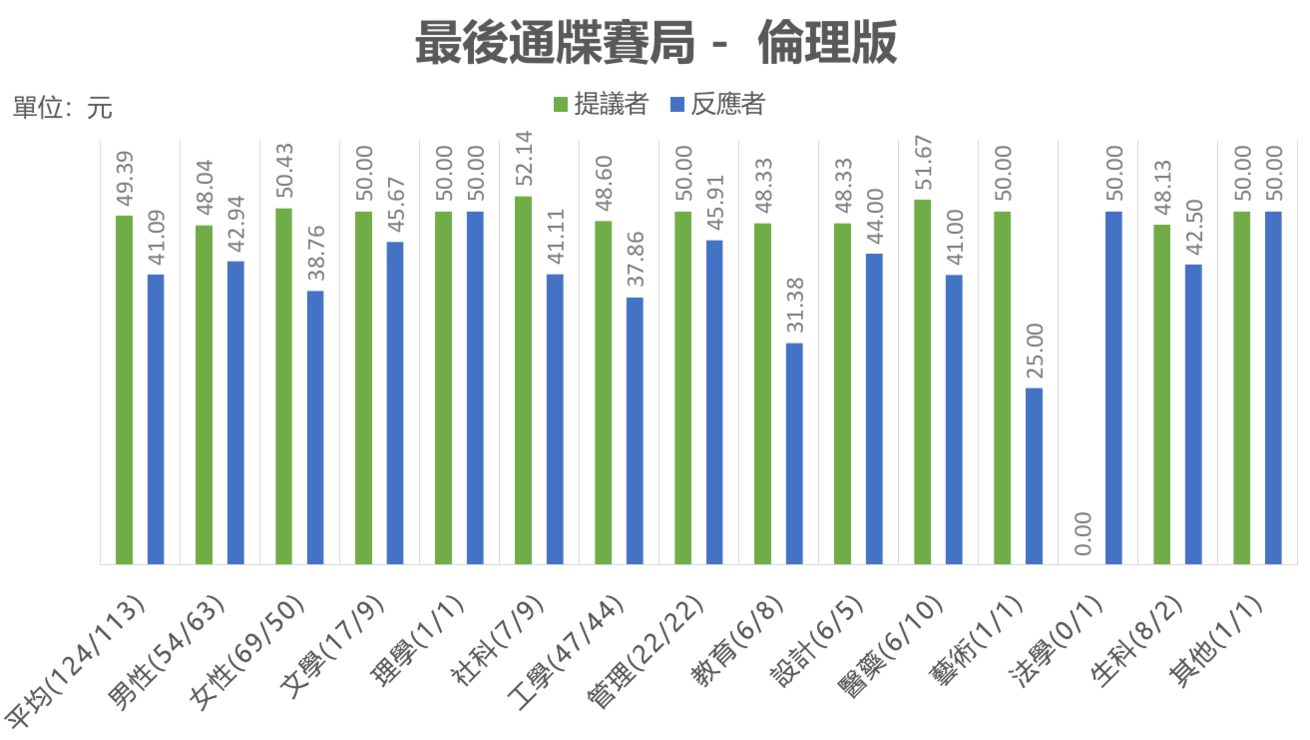 最後通牒賽局 - 倫理版
單位：元
提議者 反應者
49.39 41.09 48.04 42.94 50.43 38.76 50.00 45.67 50.00 50.00 52.14 41.11 48.60 37.86 50.00 45.91 48.33 31.38 48.33 44.00 51.67 41.00 50.00 25.00 0.00 50.00 48.13 42.50 50.00 50.00
平均(124/113)
男性(54/63)
女性(69/50)
文學(17/9)
理學(1/1)
社科(7/9)
工學(47/44)
管理(22/22)
教育(6/8)
設計(6/5)
醫藥(6/10)
藝術(1/1)
法學(0/1)
生科(8/2)
其他(1/1)